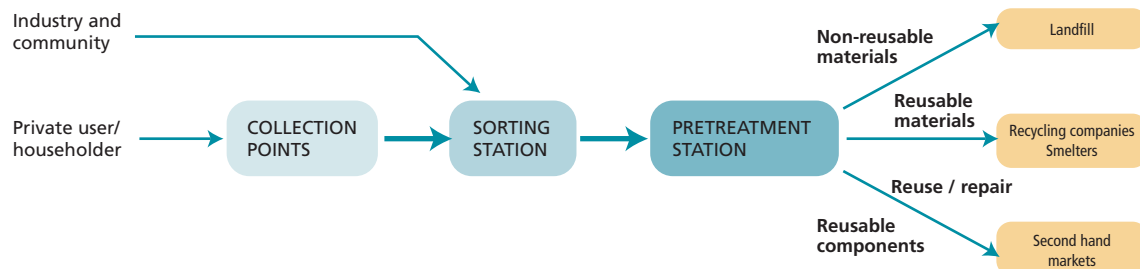 Industry and
community
Private user/
householder
COLLECTION
POINTS
SORTING
STATION
PRETREATMENT
STATION
Non-reusable
materials
Landfill
Reusable
materials
Recycling companies
Smelters
Reuse / repair
Reusable
components
Second hand
markets